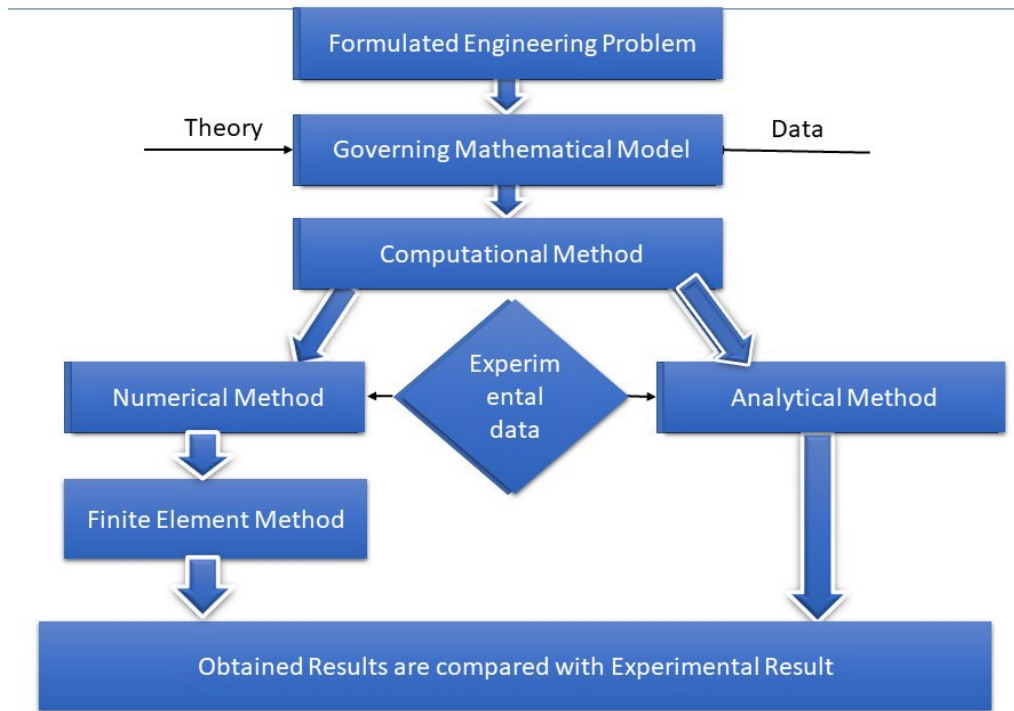 Formulated Engineering Problem
Theory
Data
Governing Mathematical Model
Computational Method
Experim
ental
data
Numerical Method
Analytical Method
Finite Element Method
Obtained Results are compared with Experimental Result